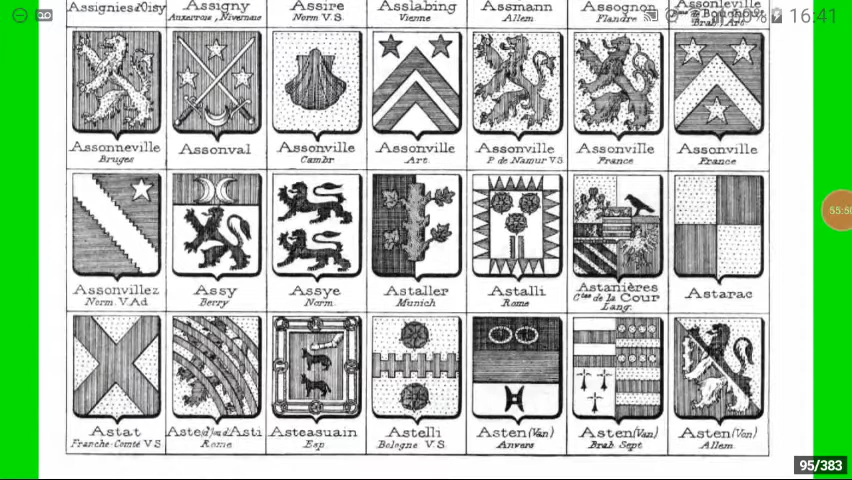 Assignies d'Oisy
Assigny
Auxerrois, Nivernais
Assire
Norm V.S.
Asslabing
Vienne
Assmann
Allem
Assognon
Flandre
Assonleville
16:41
Assonneville
Bruges
Assonval
Assonville
Cambr
Assonville
Art.
Assonville
P. de Namur V.S
Assonville
France
Assonville
France
Assonvillez
Norm. V. Ad
Assy
Berry
Assye
Norm.
Astaller
Munich
Astalli
Rome
Astanières
Ctes de la Cour
Lang.
Astarac
55:50
Astat
Franche-Comté V S
Rome
Asteasuain
Esp
Astelli
Bologne V.S.
Asten (Van)
Anvers
Asten (Van)
Brab. Sept
Asten (Von)
Allem
95/383